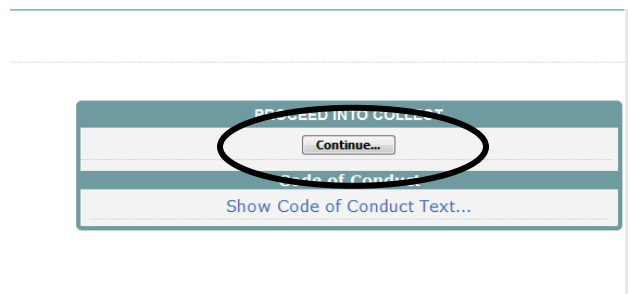 PROCEED INTO COLLECT
Continue...
Code of Conduct
Show Code of Conduct Text...